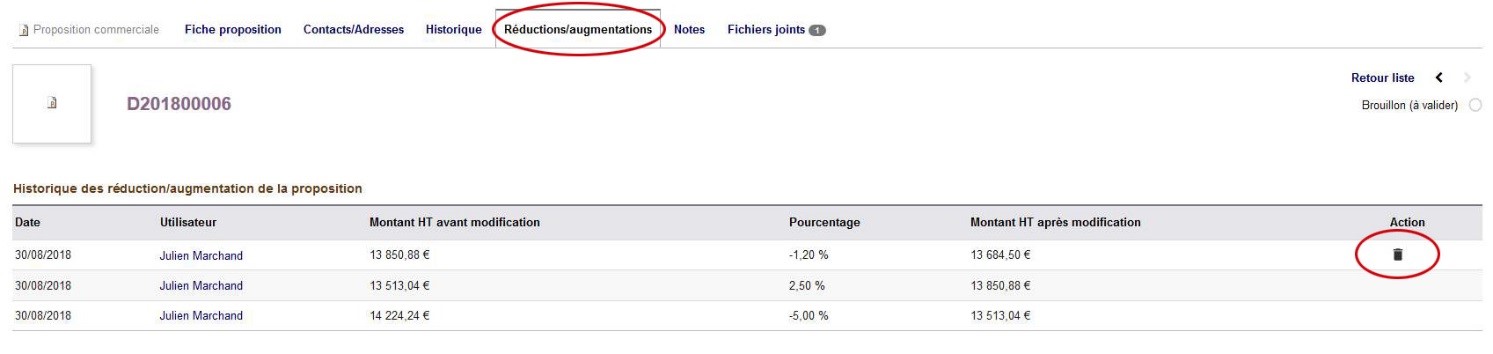 Proposition commerciale Fiche proposition Contacts/Adresses Historique Réductions/augmentations Notes Fichiers joints 1
Retour liste
D201800006
Brouillon (à valider)
Historique des réduction/augmentation de la proposition
Date Utilisateur Montant HT avant modification Pourcentage Montant HT après modification Action
30/08/2018 Julien Marchand 13 850,88 € -1,20 % 13 684,50 €
30/08/2018 Julien Marchand 13 513,04 € 2,50 % 13 850,88 €
30/08/2018 Julien Marchand 14 224,24 € -5,00 % 13 513,04 €